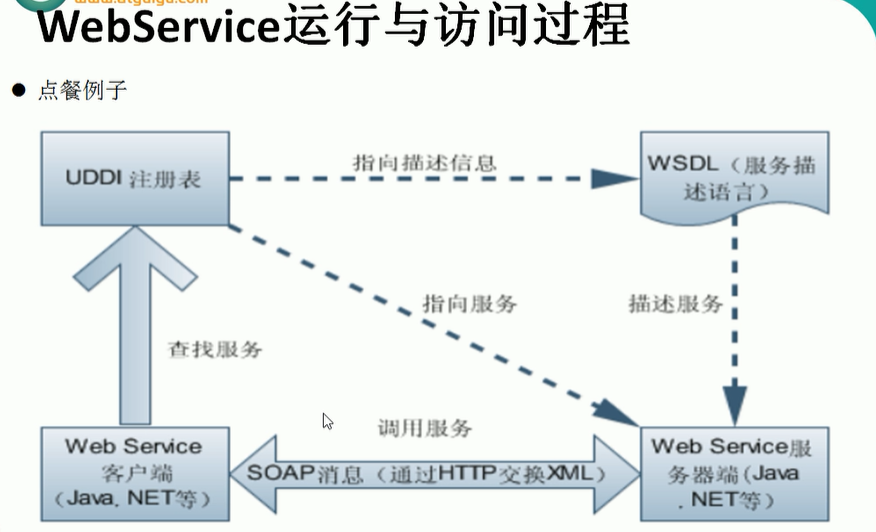 www.atguigu.com
WebService运行与访问过程
● 点餐例子
UDDI 注册表
指向描述信息
WSDL（服务描
述语言）
指向服务
描述服务
查找服务
调用服务
Web Service
客户端
（Java, NET等）
SOAP消息（通过HTTP交换XML）
Web Service服
务器端(Java
, NET等）